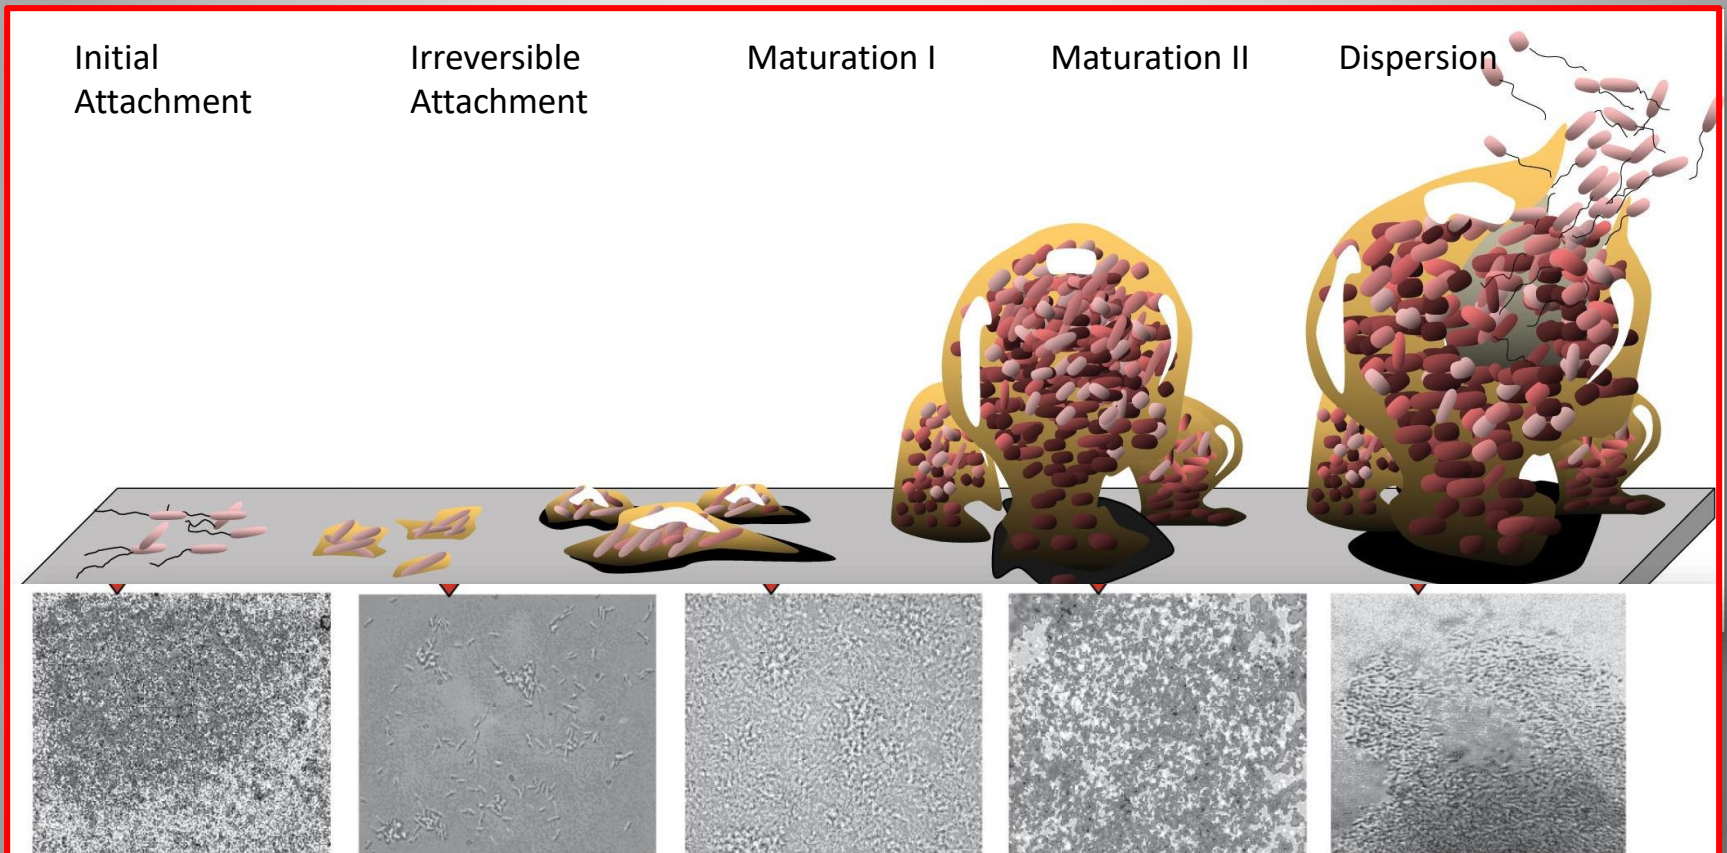 Initial
Attachment
Irreversible
Attachment
Maturation I
Maturation II
Dispersion